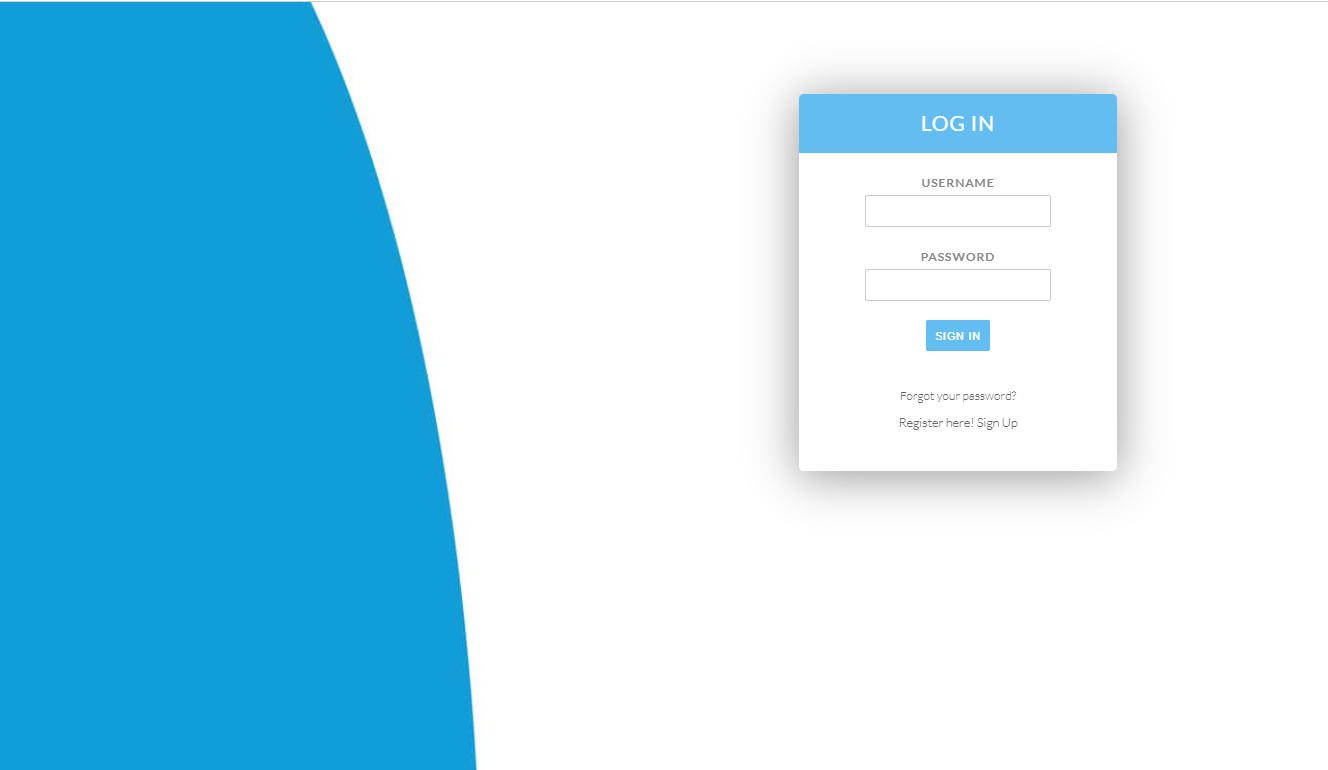 LOG IN
USERNAME
PASSWORD
SIGN IN
Forgot your password?
Register here! Sign Up